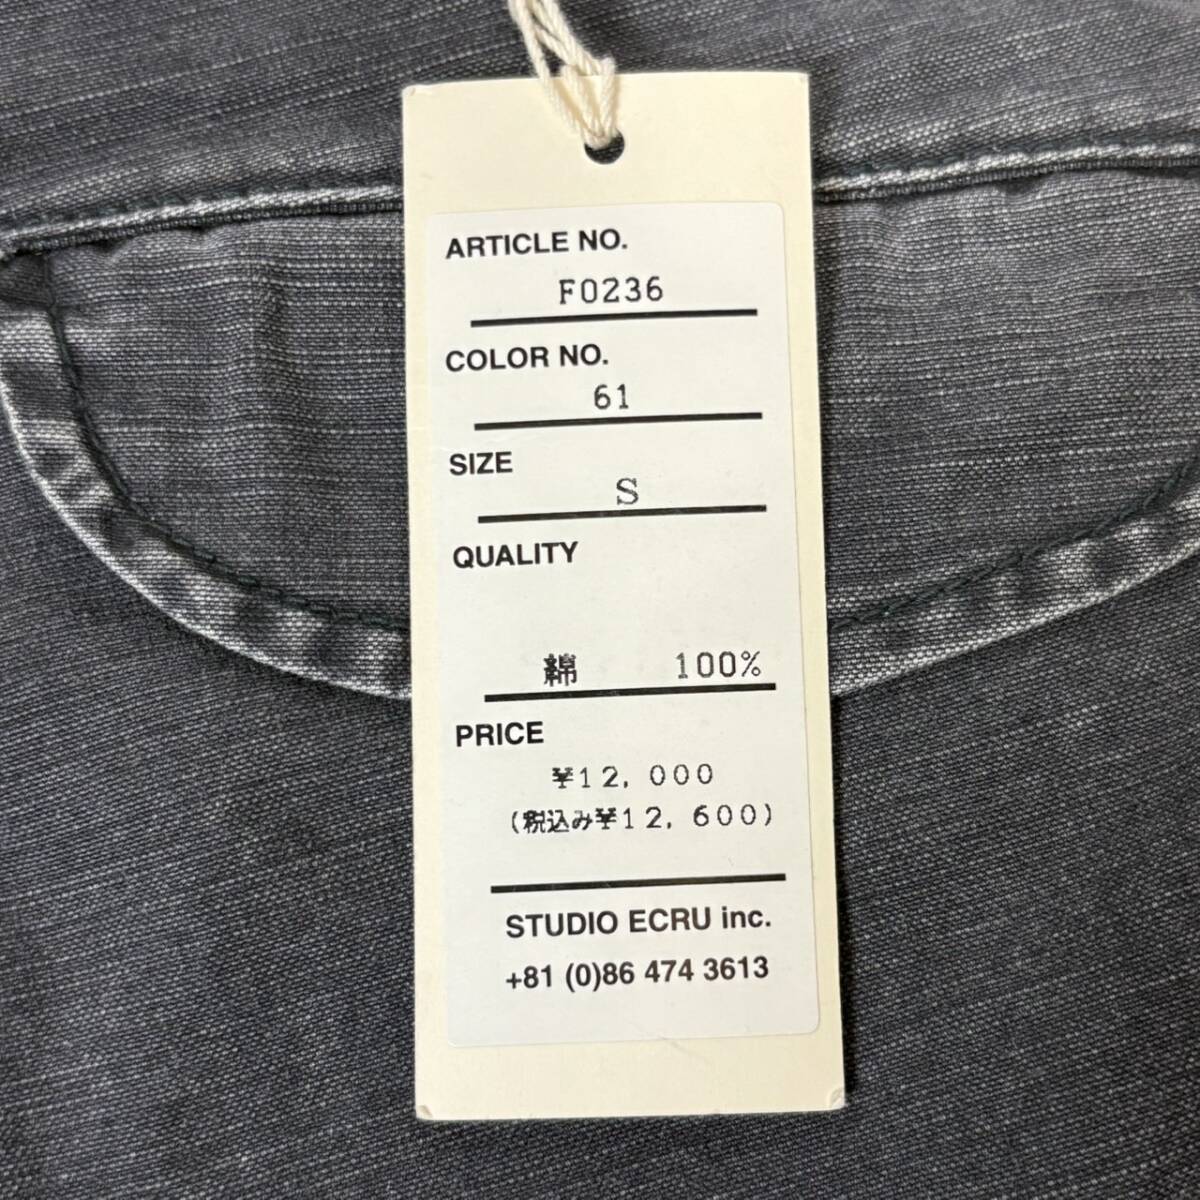 ARTICLE NO.
F0236
COLOR NO.
61
SIZE
S
QUALITY
綿 100%
PRICE
¥12,000
(税込み¥12,600)
STUDIO ECRU inc.
+81 (0)86 474 3613